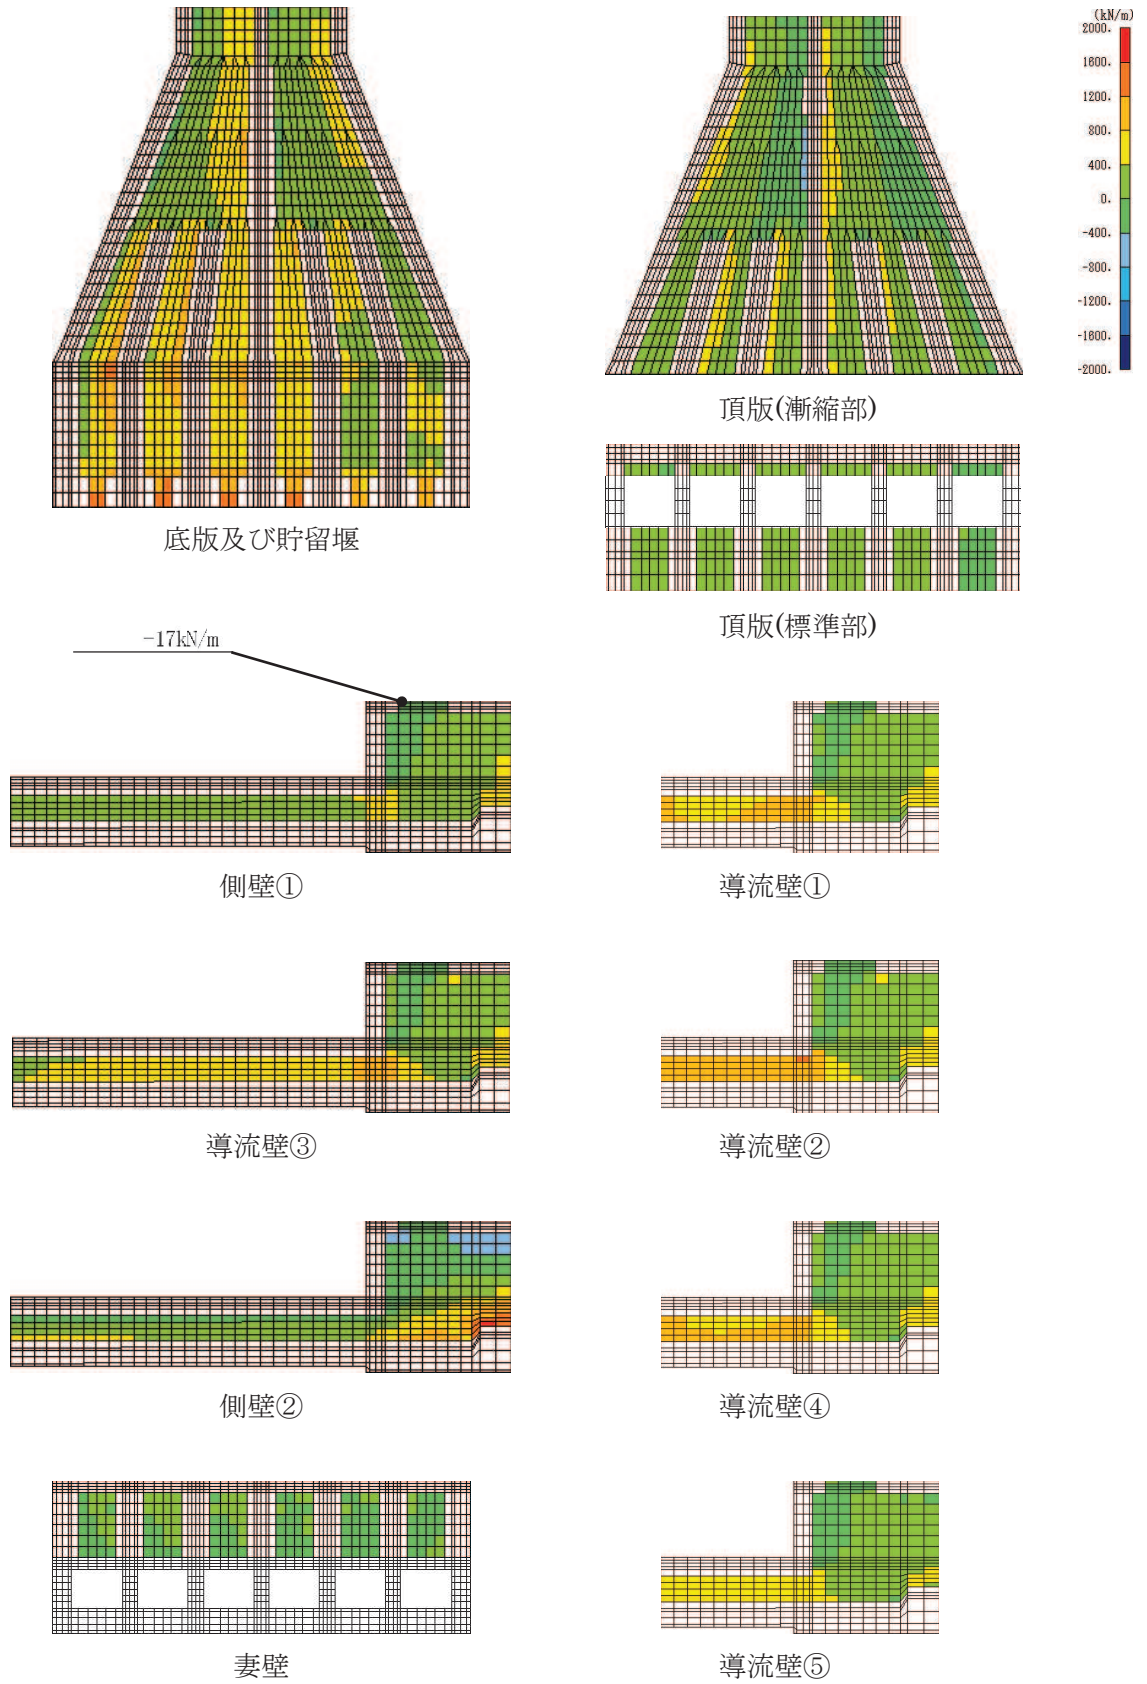 (kN/m)
2000.
1600.
1200.
800.
400.
0.
-400.
-800.
-1200.
-1600.
-2000.
頂版(漸縮部)
底版及び貯留堰
頂版(標準部)
-17kN/m
側壁①
導流壁①
導流壁③
導流壁②
側壁②
導流壁④
妻壁
導流壁⑤